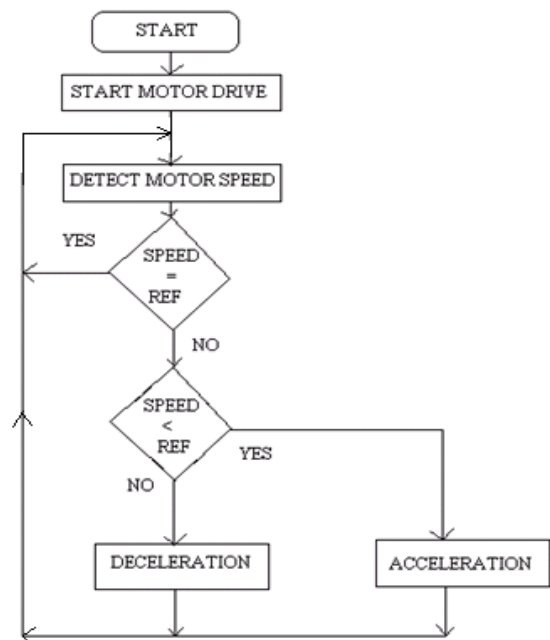 START
START MOTOR DRIVE
DETECT MOTOR SPEED
YES
SPEED
=
REF
NO
SPEED
<
REF
YES
NO
DECELERATION
ACCELERATION